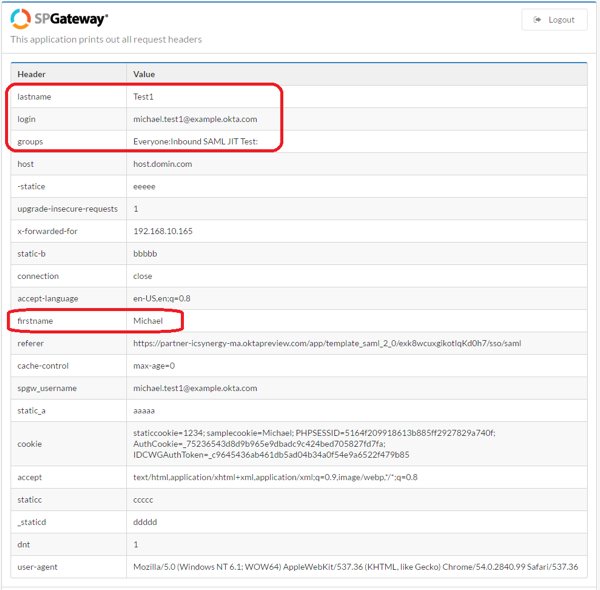 SPGateway
Logout
This application prints out all request headers
Header Value
lastname Test1
login michael.test1@example.okta.com
groups Everyone:Inbound SAML JIT Test:
host host.domin.com
-statice eeeee
upgrade-insecure-requests 1
x-forwarded-for 192.168.10.165
static-b bbbbb
connection close
accept-language en-US,en;q=0.8
firstname Michael
referer https://partner-icsynergy-ma.oktapreview.com/app/template_saml_2_0/exk8wcuxgikotlqKd0h7/sso/saml
cache-control max-age=0
spgw_username michael.test1@example.okta.com
static_a aaaaa
cookie staticcookie=1234; samplecookie=Michael; PHPSESSID=5164f209918613b885ff2927829a740f;
AuthCookie=_75236543d8d9b965e9dbadc9c424bed705827fd7fa;
IDCWGAuthToken=_c9645436ab461db5ad04b34a0f54e9a6522f479b85
accept text/html,application/xhtml+xml,application/xml;q=0.9,image/webp,*/*;q=0.8
staticc ccccc
_staticd ddddd
dnt 1
user-agent Mozilla/5.0 (Windows NT 6.1; WOW64) AppleWebKit/537.36 (KHTML, like Gecko) Chrome/54.0.2840.99 Safari/537.36